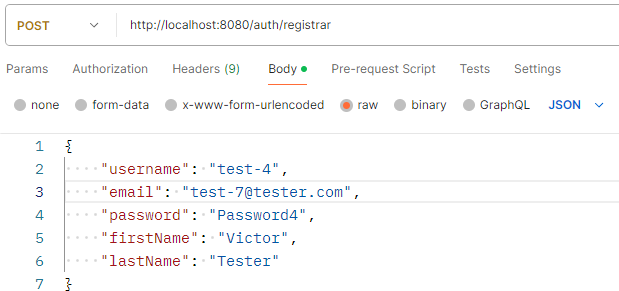 POST http://localhost:8080/auth/registrar
Params Authorization Headers (9) Body Pre-request Script Tests Settings
none form-data x-www-form-urlencoded raw binary GraphQL JSON
1 {
2 "username": "test-4",
3 "email": "test-7@tester.com",
4 "password": "Password4",
5 "firstName": "Victor",
6 "lastName": "Tester"
7 }